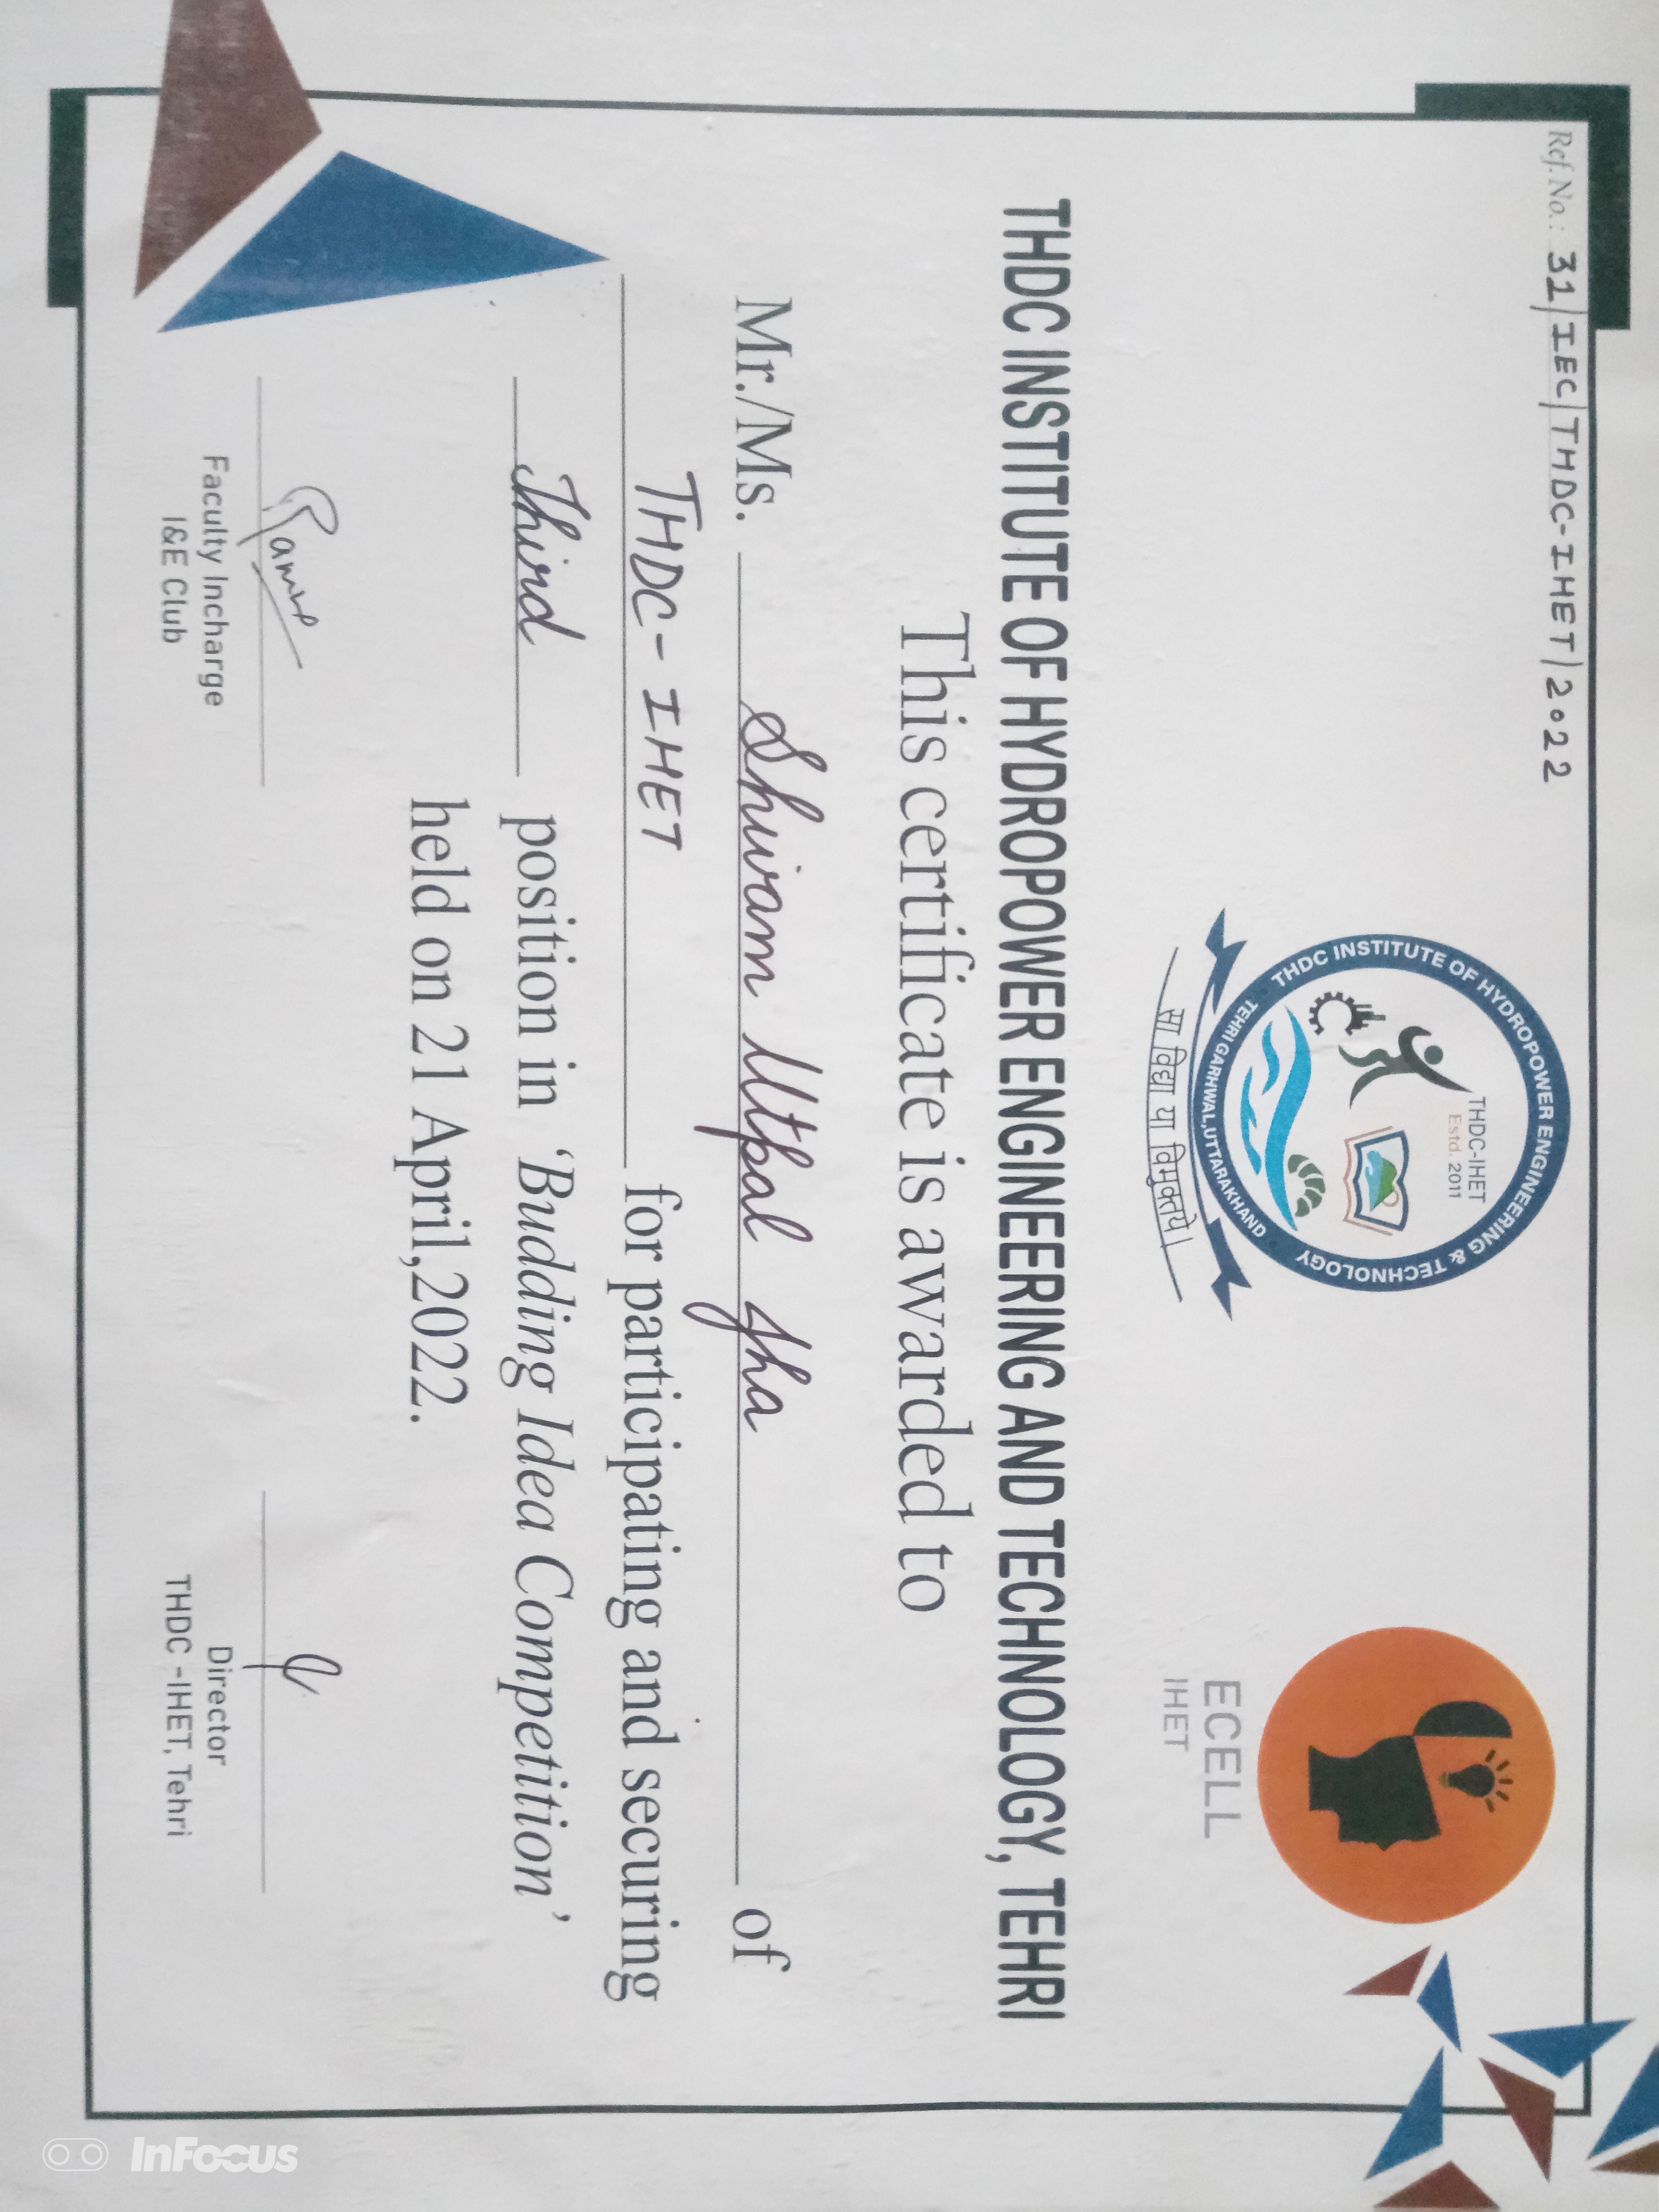 Ref. No.: 31/IEC/THDC-IHET/2022
THDC INSTITUTE OF HYDROPOWER ENGINEERING & TECHNOLOGY
THDC-IHET
Estd. 2011
TEHRI GARHWAL,UTTARAKHAND
सा विद्या या विमुक्तये।
ECELL
IHET
THDC INSTITUTE OF HYDROPOWER ENGINEERING AND TECHNOLOGY, TEHRI
This certificate is awarded to
Mr./Ms. Shivam Utpal Jha of
THDC-IHET for participating and securing
Third position in 'Budding Idea Competition'
held on 21 April,2022.
Faculty Incharge
I&E Club
Director
THDC -IHET, Tehri
InFocus